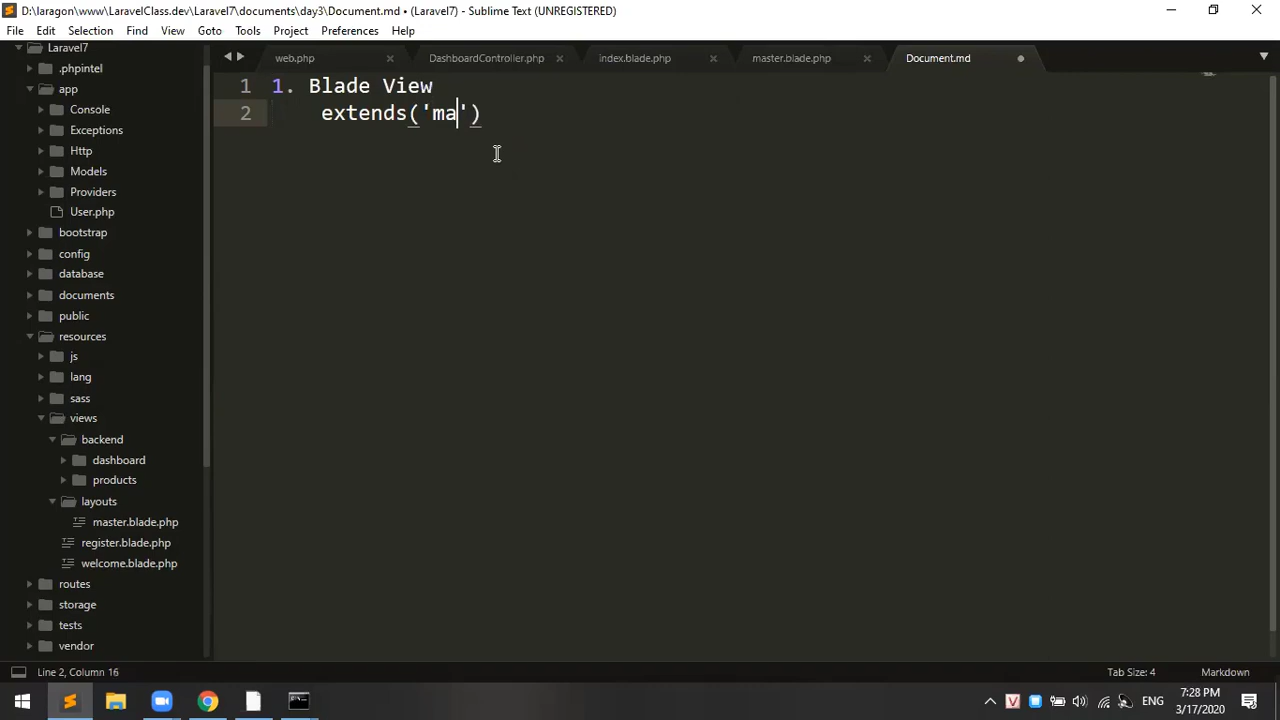 D:\laragon\www\LaravelClass.dev\Laravel7\documents\day3\Document.md • (Laravel7) - Sublime Text (UNREGISTERED)
File Edit Selection Find View Goto Tools Project Preferences Help
web.php DashboardController.php index.blade.php master.blade.php Document.md
Laravel7
.phpintel
app
Console
Exceptions
Http
Models
Providers
User.php
bootstrap
config
database
documents
public
resources
js
lang
sass
views
backend
dashboard
products
layouts
master.blade.php
register.blade.php
welcome.blade.php
routes
storage
tests
vendor
1 1. Blade View
2 extends('ma')
Line 2, Column 16 Tab Size: 4 Markdown
ENG 7:28 PM
3/17/2020